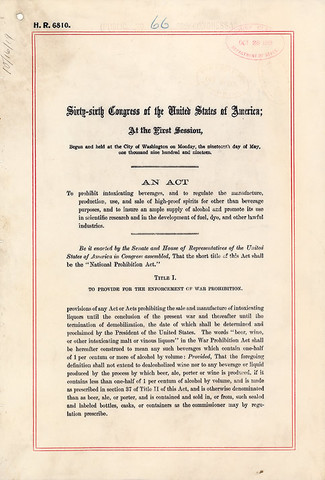 H. R. 6810.
66
10/16/19
Sixty-sixth Congress of the United States of America;
At the First Session,
Begun and held at the City of Washington on Monday, the nineteenth day of May,
one thousand nine hundred and nineteen.
AN ACT
To prohibit intoxicating beverages, and to regulate the manufacture,
production, use, and sale of high-proof spirits for other than beverage
purposes, and to insure an ample supply of alcohol and promote its use
in scientific research and in the development of fuel, dye, and other lawful
industries.
Be it enacted by the Senate and House of Representatives of the United
States of America in Congress assembled, That the short title of this Act shall
be the "National Prohibition Act."
TITLE I.
TO PROVIDE FOR THE ENFORCEMENT OF WAR PROHIBITION.
provisions of any Act or Acts prohibiting the sale and manufacture of intoxicating
liquors until the conclusion of the present war and thereafter until the
termination of demobilization, the date of which shall be determined and
proclaimed by the President of the United States. The words "beer, wine,
or other intoxicating malt or vinous liquors" in the War Prohibition Act shall
be hereafter construed to mean any such beverages which contain one-half
of 1 per centum or more of alcohol by volume: Provided, That the foregoing
definition shall not extend to dealcoholized wine nor to any beverage or liquid
produced by the process by which beer, ale, porter or wine is produced, if it
contains less than one-half of 1 per centum of alcohol by volume, and is made
as prescribed in section 37 of Title II of this Act, and is otherwise denominated
than as beer, ale, or porter, and is contained and sold in, or from, such sealed
and labeled bottles, casks, or containers as the commissioner may by regu-
lation prescribe.